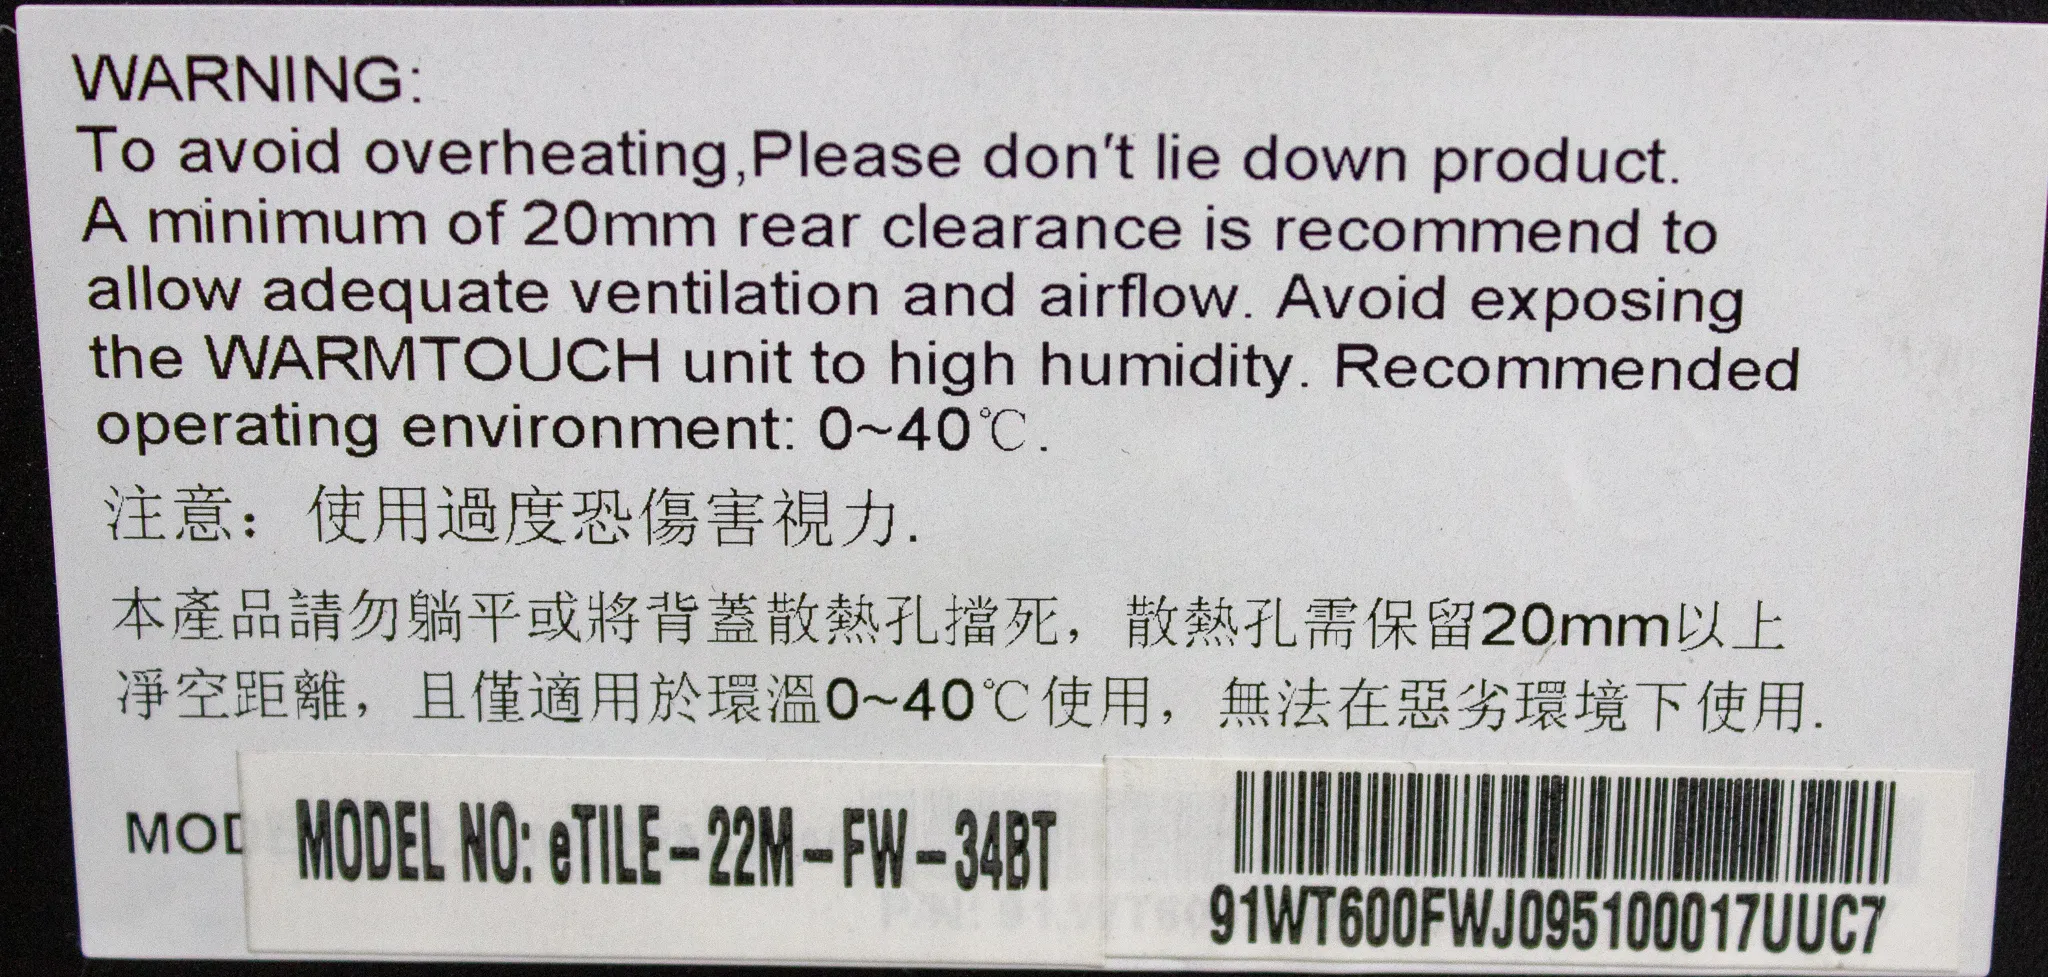 WARNING:
To avoid overheating,Please don't lie down product.
A minimum of 20mm rear clearance is recommend to
allow adequate ventilation and airflow. Avoid exposing
the WARMTOUCH unit to high humidity. Recommended
operating environment: 0~40℃.
注意：使用過度恐傷害視力.
本產品請勿躺平或將背蓋散熱孔擋死，散熱孔需保留20mm以上
凈空距離，且僅適用於環溫0~40℃使用，無法在惡劣環境下使用.
MOD
MODEL NO: eTILE-22M-FW-34BT
91WT600FWJ095100017UUC7